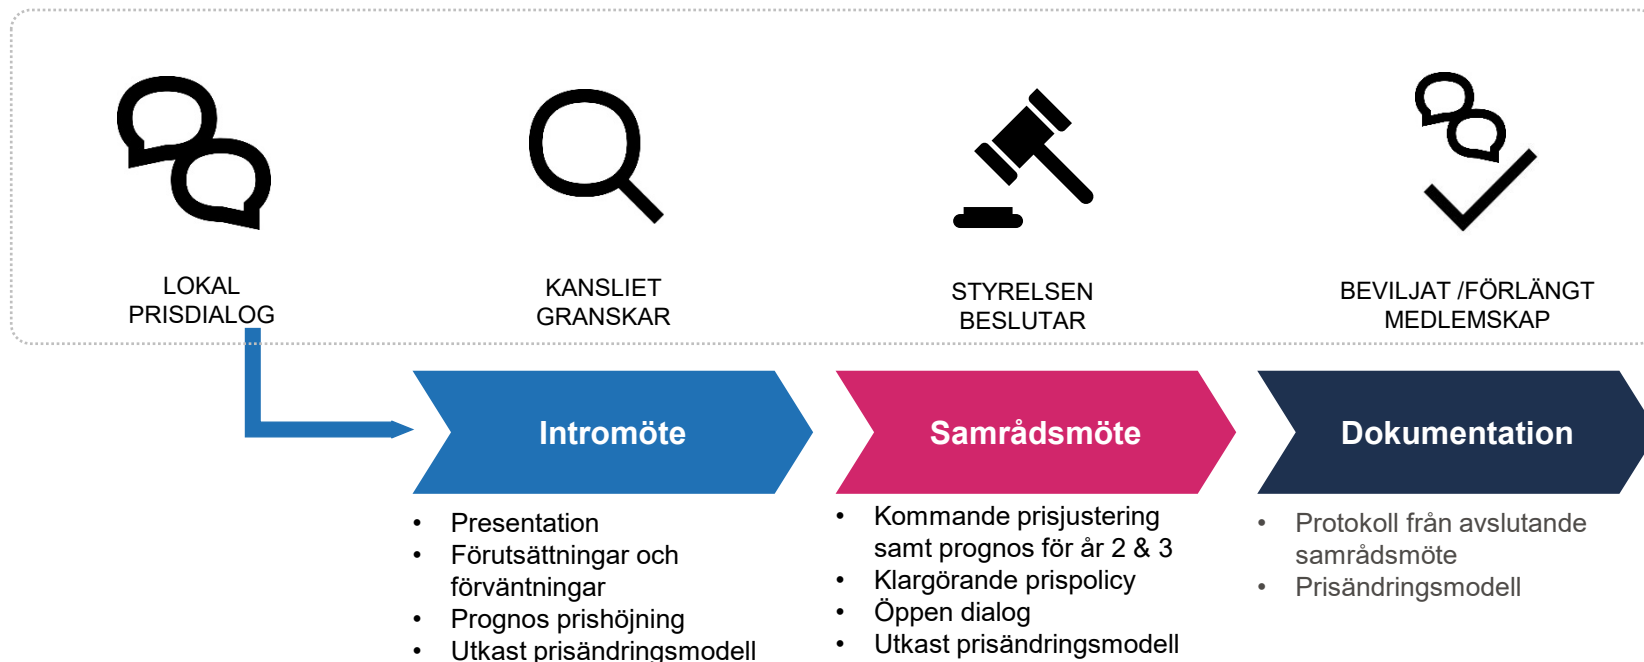 LOKAL
PRISDIALOG
KANSLIET
GRANSKAR
STYRELSEN
BESLUTAR
BEVILJAT /FÖRLÄNGT
MEDLEMSKAP
Intromöte
• Presentation
• Förutsättningar och
förväntningar
• Prognos prishöjning
• Utkast prisändringsmodell
Samrådsmöte
• Kommande prisjustering
samt prognos för år 2 & 3
• Klargörande prispolicy
• Öppen dialog
• Utkast prisändringsmodell
Dokumentation
• Protokoll från avslutande
samrådsmöte
• Prisändringsmodell